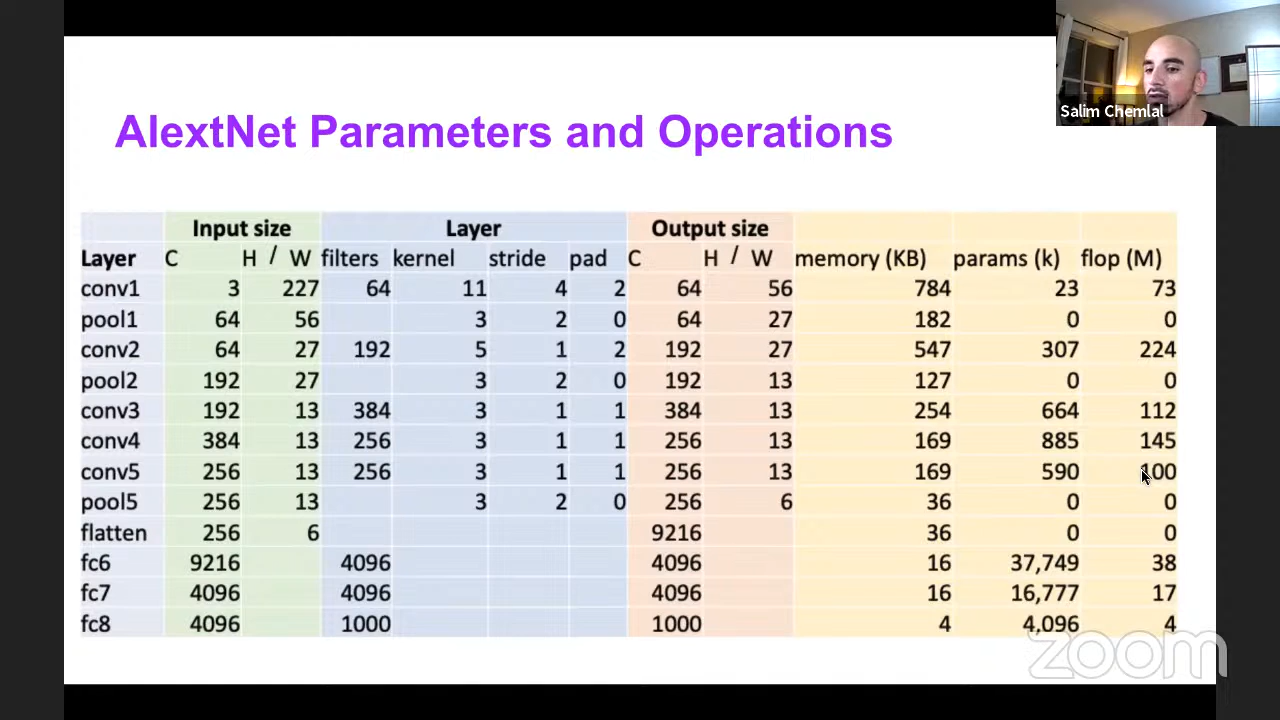 Salim Chemlal
AlextNet Parameters and Operations
Input size Layer Output size
Layer C H / W filters kernel stride pad C H / W memory (KB) params (k) flop (M)
conv1 3 227 64 11 4 2 64 56 784 23 73
pool1 64 56 3 2 0 64 27 182 0 0
conv2 64 27 192 5 1 2 192 27 547 307 224
pool2 192 27 3 2 0 192 13 127 0 0
conv3 192 13 384 3 1 1 384 13 254 664 112
conv4 384 13 256 3 1 1 256 13 169 885 145
conv5 256 13 256 3 1 1 256 13 169 590 100
pool5 256 13 3 2 0 256 6 36 0 0
flatten 256 6 9216 36 0 0
fc6 9216 4096 4096 16 37,749 38
fc7 4096 4096 4096 16 16,777 17
fc8 4096 1000 1000 4 4,096 4
zoom